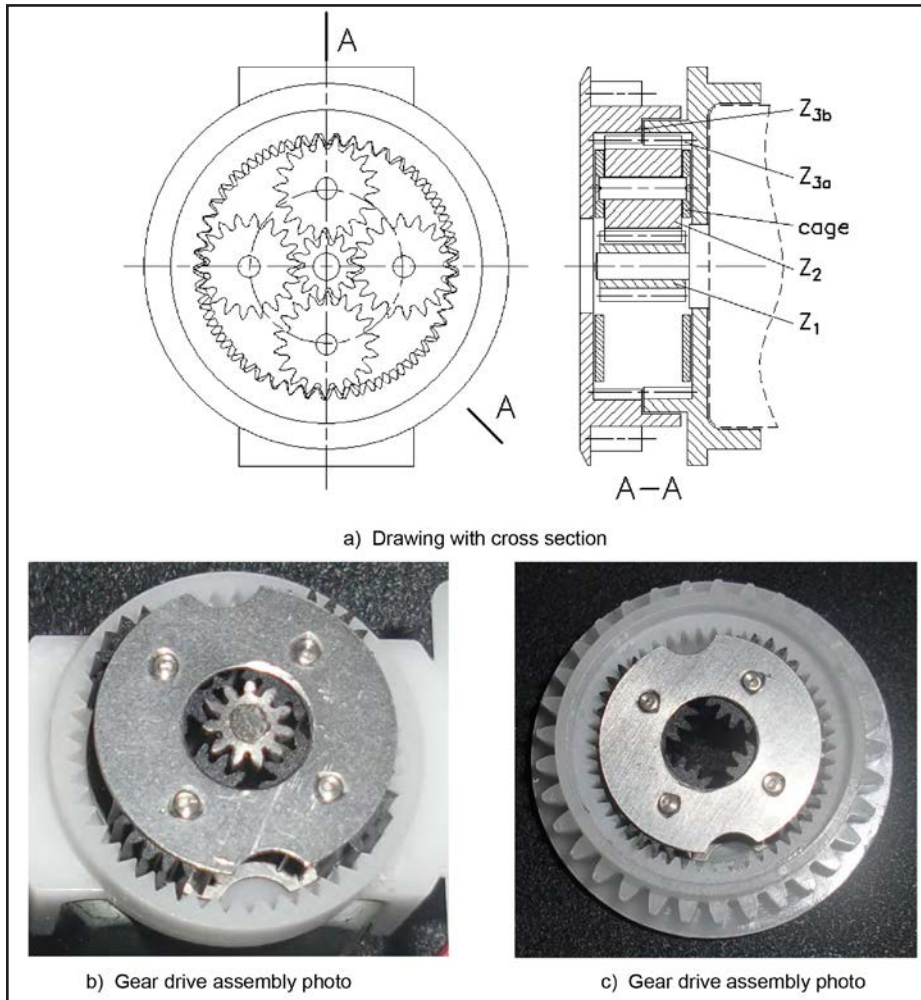 A
Z3b
Z3a
cage
Z2
Z1
A
A–A
a) Drawing with cross section
b) Gear drive assembly photo
c) Gear drive assembly photo